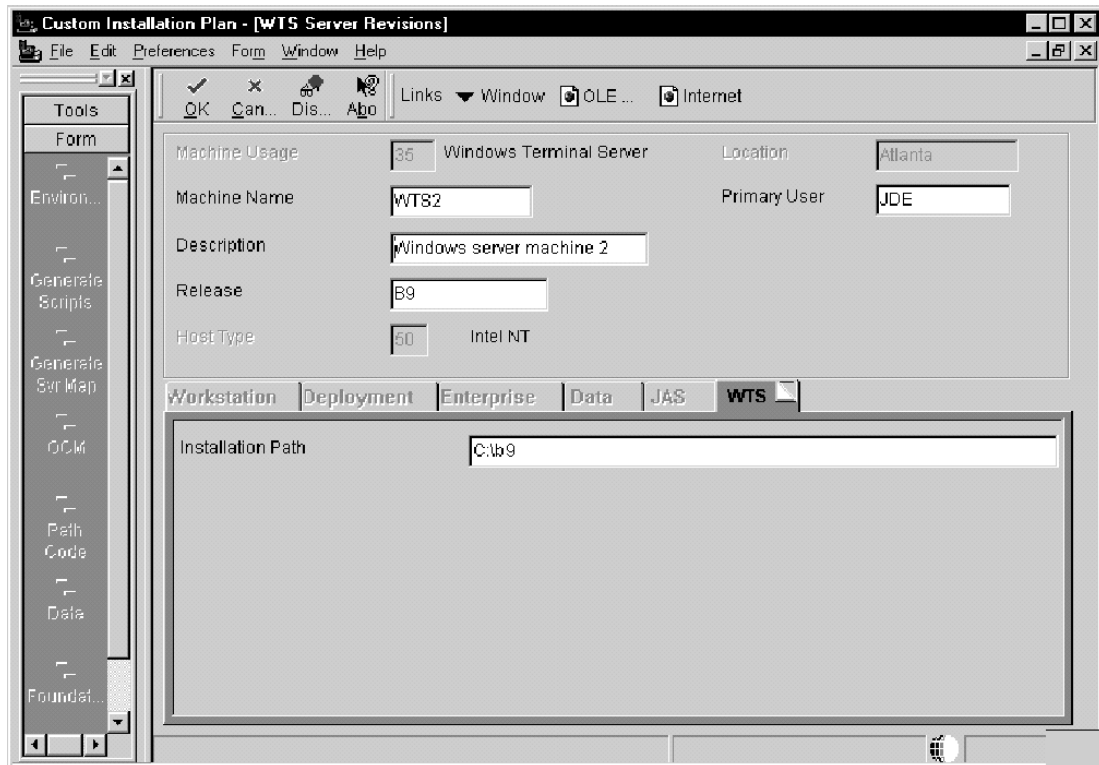 Custom Installation Plan - [WTS Server Revisions]
File Edit Preferences Form Window Help
OK Can... Dis... Abo Links Window OLE ... Internet
Tools
Form
Environ...
Generate
Scripts
Generate
Svr Map
OCM
Path
Code
Data
Foundat...
Machine Usage 35 Windows Terminal Server Location Atlanta
Machine Name WTS2 Primary User JDE
Description Windows server machine 2
Release B9
Host Type 50 Intel NT
Workstation Deployment Enterprise Data JAS WTS
Installation Path C:\b9